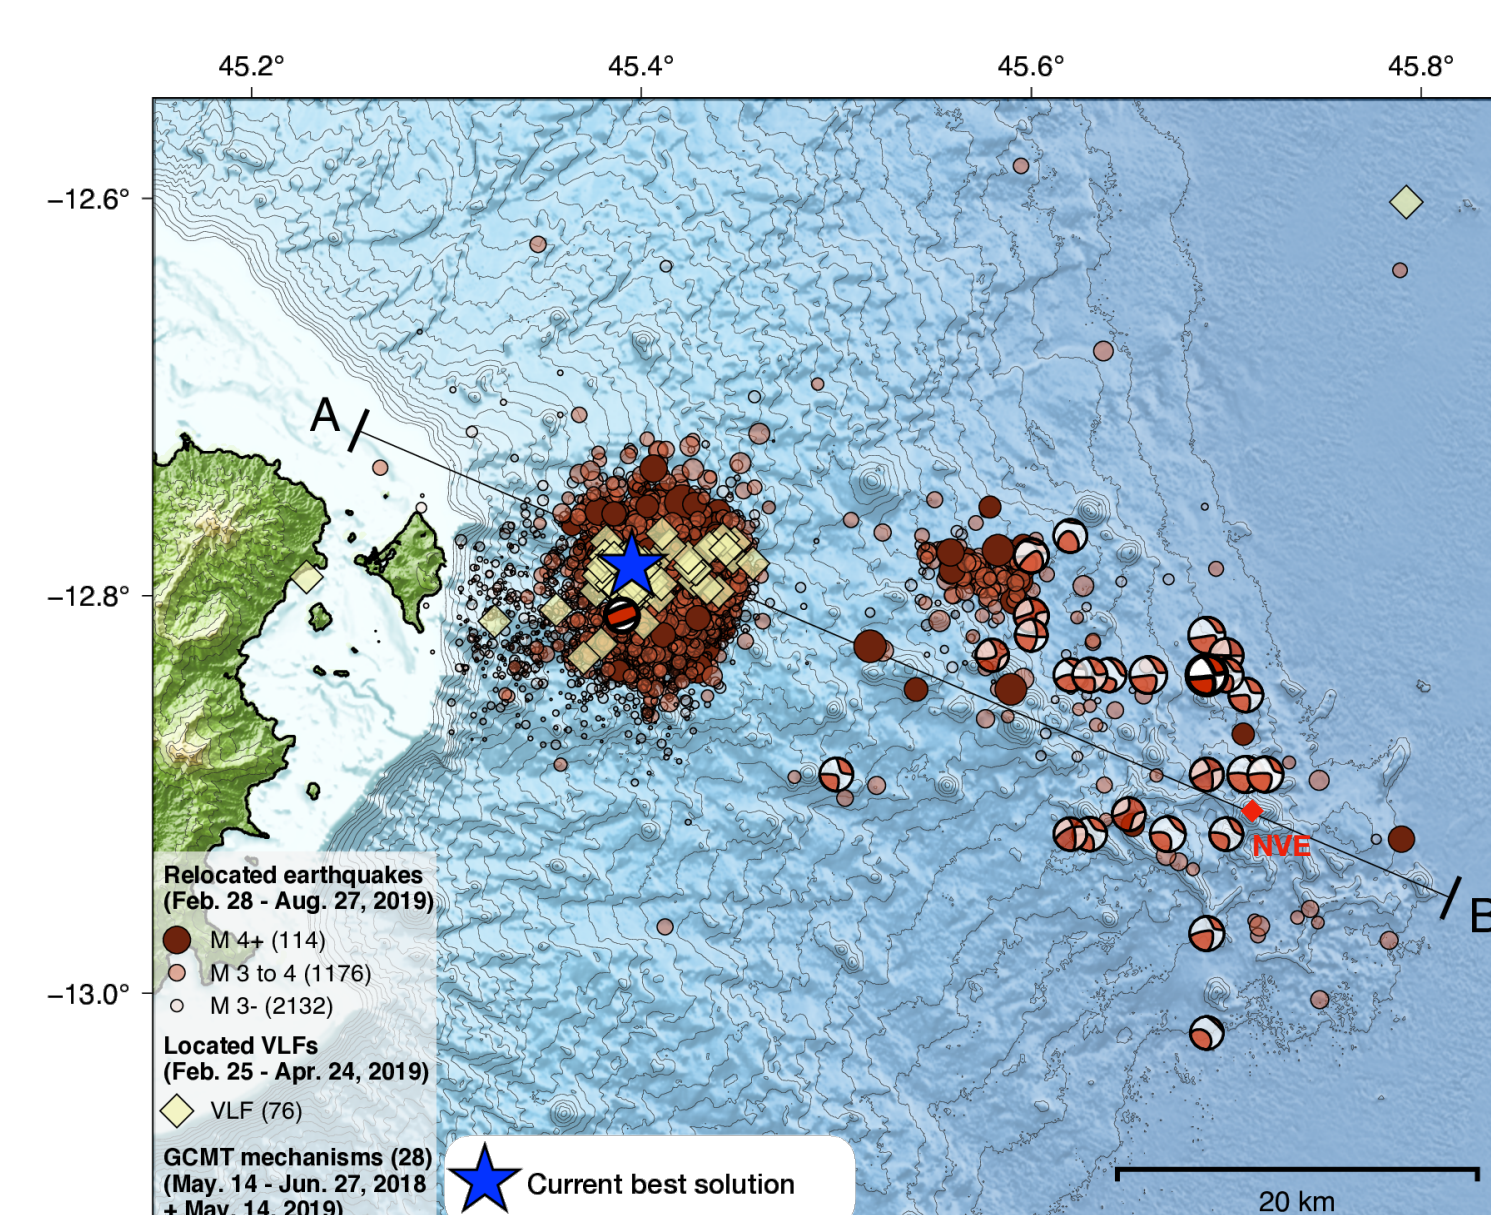 45.2° 45.4° 45.6° 45.8°
−12.6°
A
−12.8°
NVE
B
−13.0°
Relocated earthquakes
(Feb. 28 - Aug. 27, 2019)
M 4+ (114)
M 3 to 4 (1176)
M 3- (2132)
Located VLFs
(Feb. 25 - Apr. 24, 2019)
VLF (76)
GCMT mechanisms (28)
(May. 14 - Jun. 27, 2018
+ May. 14, 2019)
Current best solution
20 km